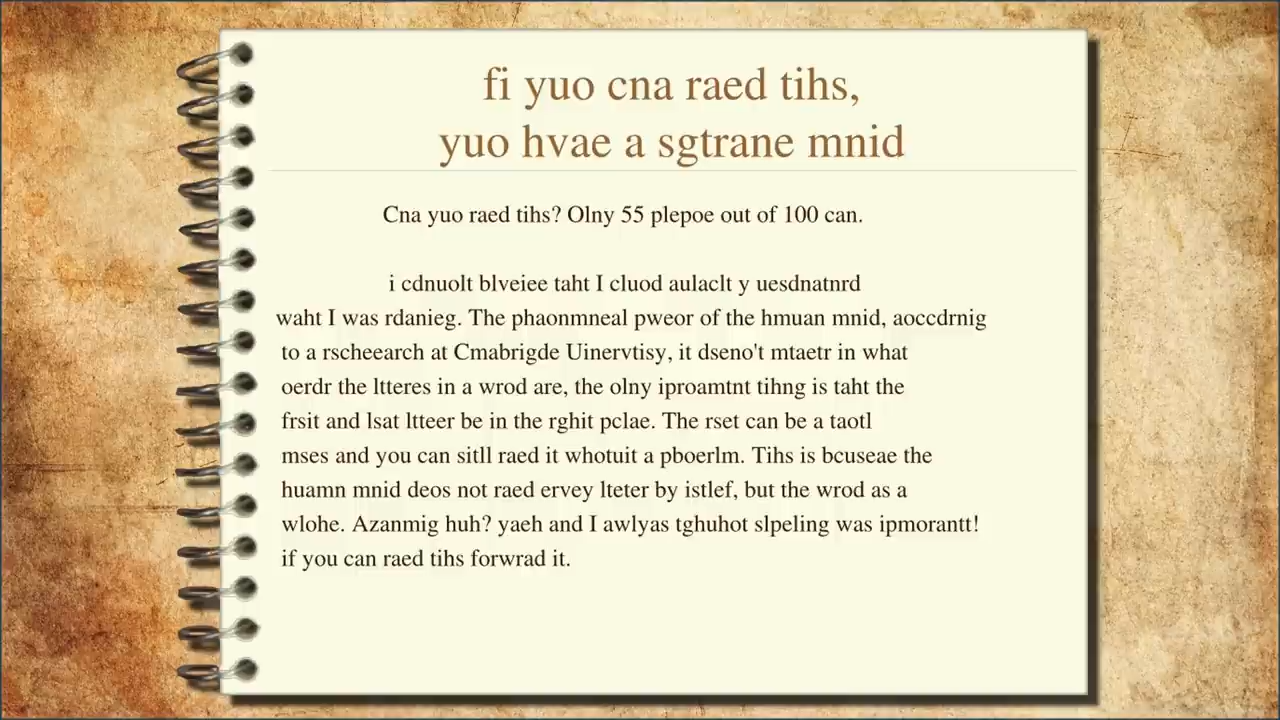 fi yuo cna raed tihs,
yuo hvae a sgtrane mnid
Cna yuo raed tihs? Olny 55 plepoe out of 100 can.
i cdnuolt blveiee taht I cluod aulaclt y uesdnatnrd
waht I was rdanieg. The phaonmneal pweor of the hmuan mnid, aoccdrnig
to a rscheearch at Cmabrigde Uinervtisy, it dseno't mtaetr in what
oerdr the ltteres in a wrod are, the olny iproamtnt tihng is taht the
frsit and lsat ltteer be in the rghit pclae. The rset can be a taotl
mses and you can sitll raed it whotuit a pboerlm. Tihs is bcuseae the
huamn mnid deos not raed ervey lteter by istlef, but the wrod as a
wlohe. Azanmig huh? yaeh and I awlyas tghuhot slpeling was ipmorantt!
if you can raed tihs forwrad it.